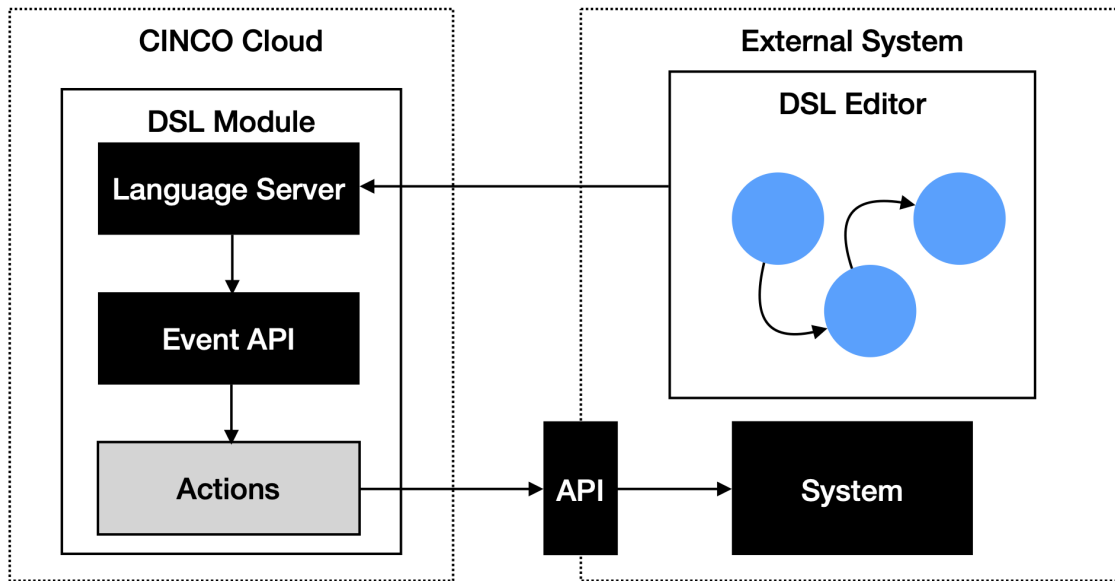 CINCO Cloud
DSL Module
Language Server
Event API
Actions
External System
DSL Editor
API
System